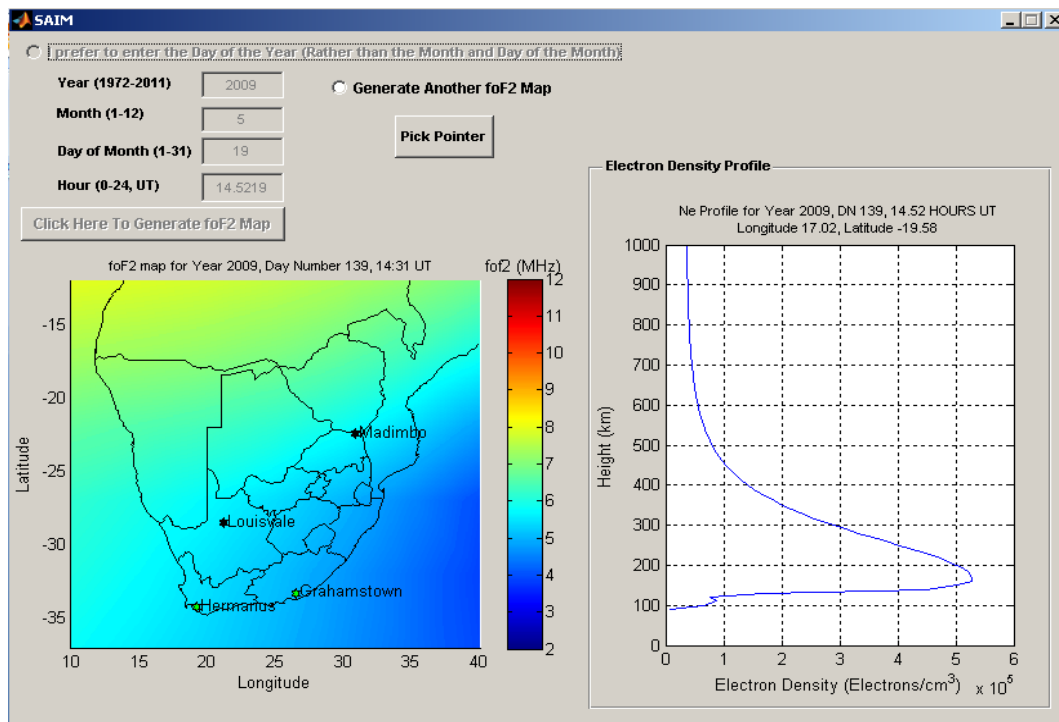 SAIM
I prefer to enter the Day of the Year (Rather than the Month and Day of the Month)
Year (1972-2011)
2009
Generate Another foF2 Map
Month (1-12)
5
Pick Pointer
Day of Month (1-31)
19
Hour (0-24, UT)
14.5219
Click Here To Generate foF2 Map
foF2 map for Year 2009, Day Number 139, 14:31 UT
fof2 (MHz)
12
11
10
9
8
7
6
5
4
3
2
-15
-20
-25
-30
-35
Latitude
Madimbo
Louisvale
Grahamstown
Hermanus
10
15
20
25
30
35
40
Longitude
Electron Density Profile
Ne Profile for Year 2009, DN 139, 14.52 HOURS UT
Longitude 17.02, Latitude -19.58
1000
900
800
700
600
500
400
300
200
100
0
Height (km)
0
1
2
3
4
5
6
Electron Density (Electrons/cm³)
x 10⁵